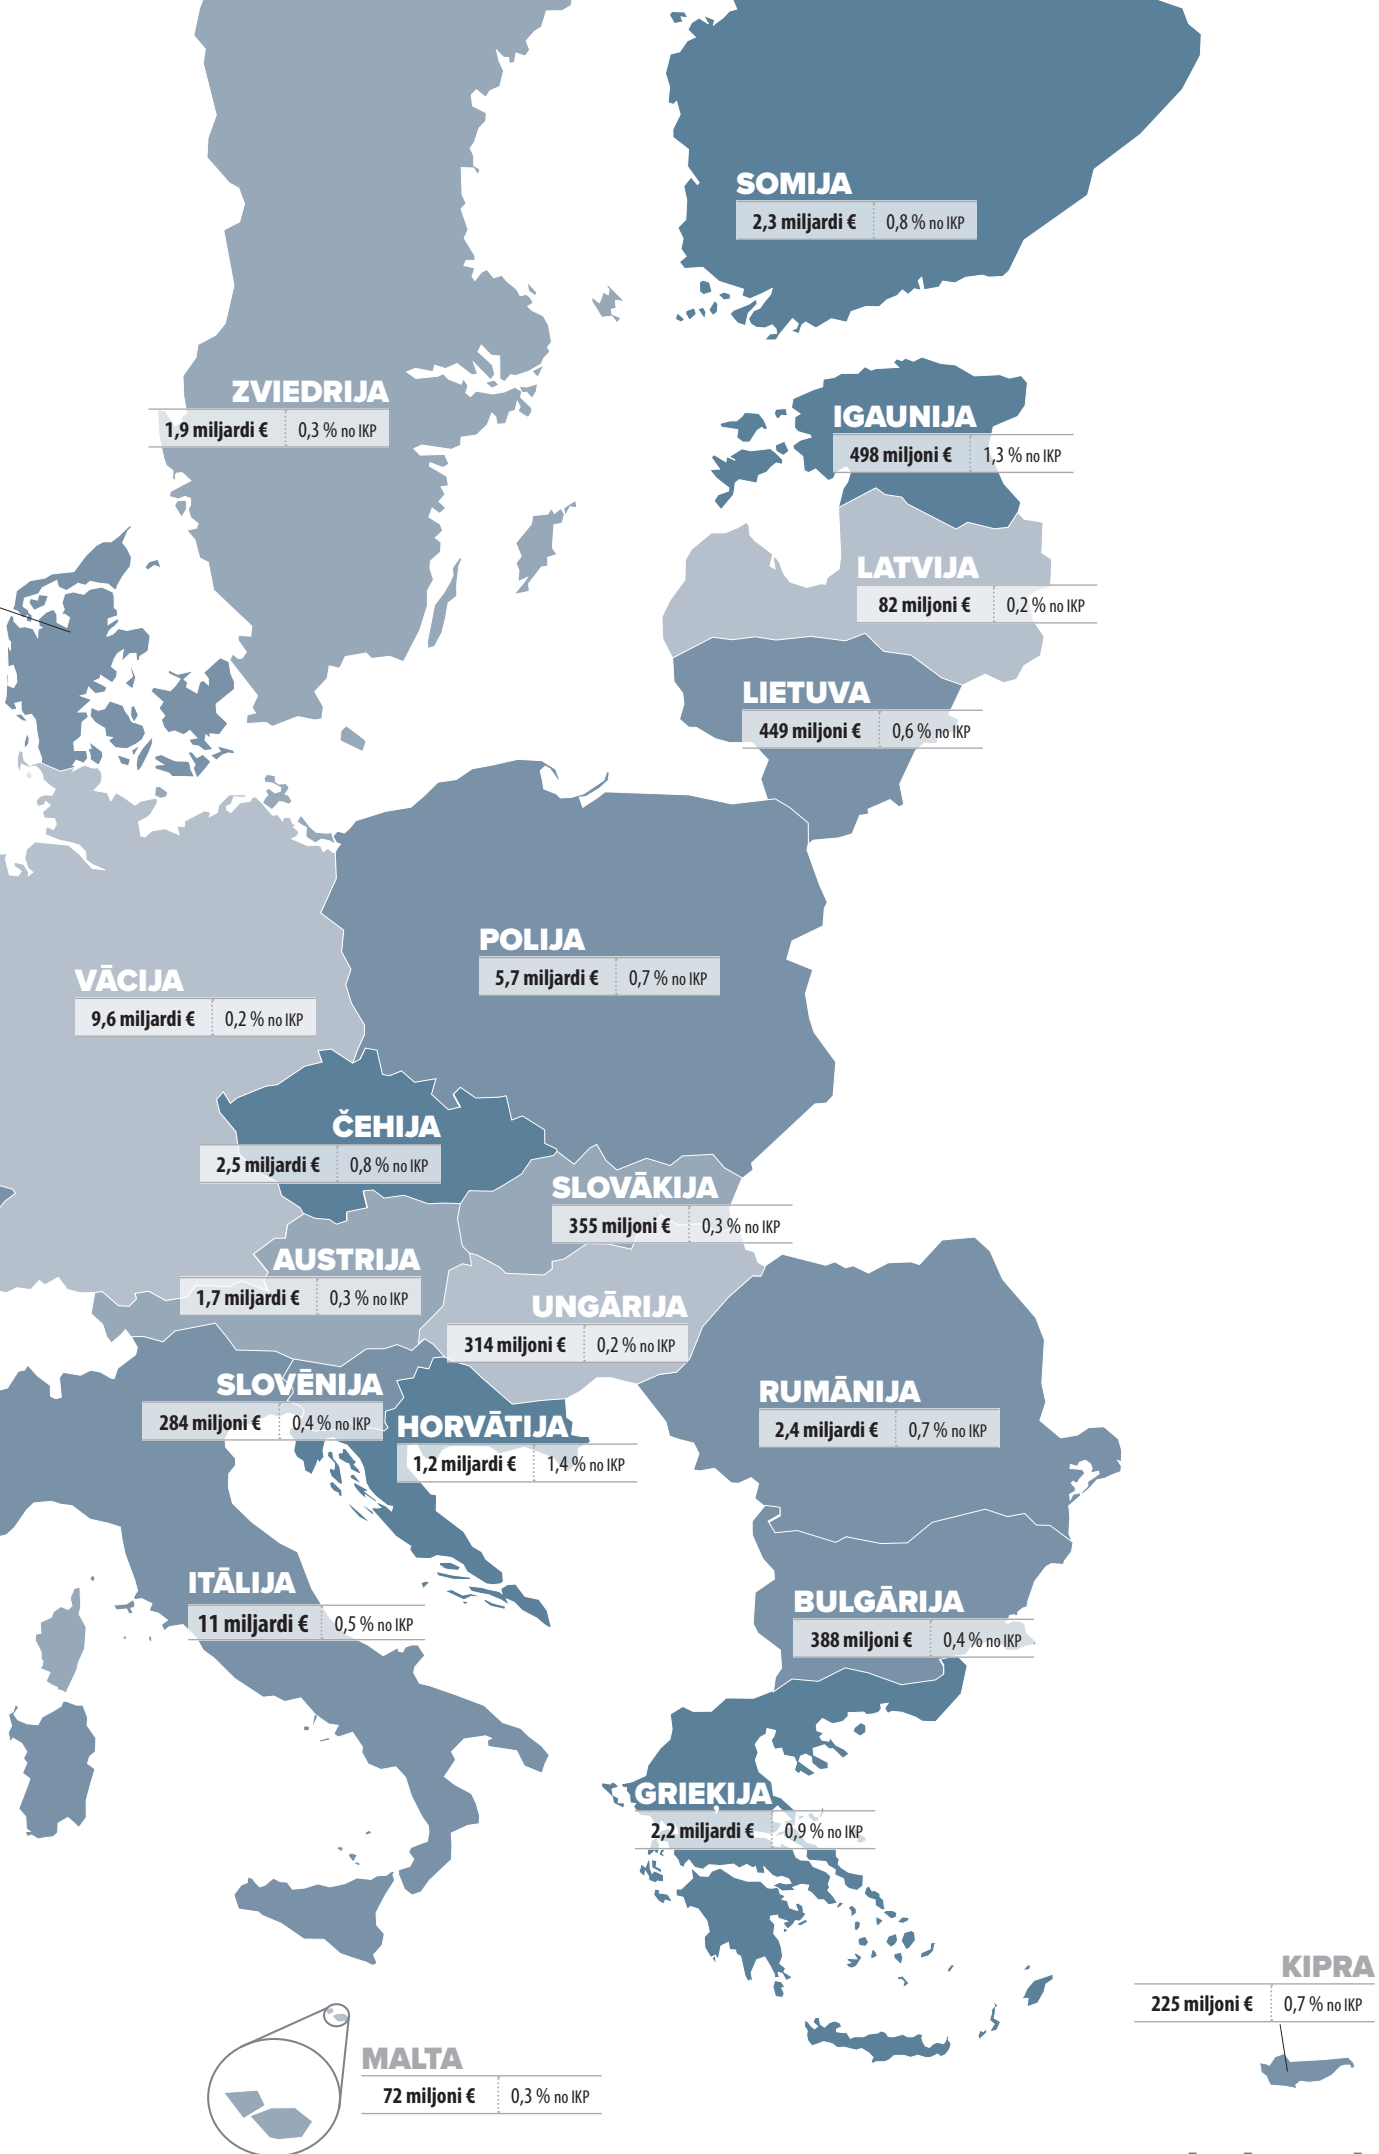 SOMIJA
2,3 miljardi € 0,8 % no IKP
ZVIEDRIJA
1,9 miljardi € 0,3 % no IKP
IGAUNIJA
498 miljoni € 1,3 % no IKP
LATVIJA
82 miljoni € 0,2 % no IKP
LIETUVA
449 miljoni € 0,6 % no IKP
POLIJA
5,7 miljardi € 0,7 % no IKP
VĀCIJA
9,6 miljardi € 0,2 % no IKP
ČEHIJA
2,5 miljardi € 0,8 % no IKP
SLOVĀKIJA
355 miljoni € 0,3 % no IKP
AUSTRIJA
1,7 miljardi € 0,3 % no IKP
UNGĀRIJA
314 miljoni € 0,2 % no IKP
SLOVĒNIJA
284 miljoni € 0,4 % no IKP
RUMĀNIJA
2,4 miljardi € 0,7 % no IKP
HORVĀTIJA
1,2 miljardi € 1,4 % no IKP
ITĀLIJA
11 miljardi € 0,5 % no IKP
BULGĀRIJA
388 miljoni € 0,4 % no IKP
GRIEĶIJA
2,2 miljardi € 0,9 % no IKP
KIPRA
225 miljoni € 0,7 % no IKP
MALTA
72 miljoni € 0,3 % no IKP